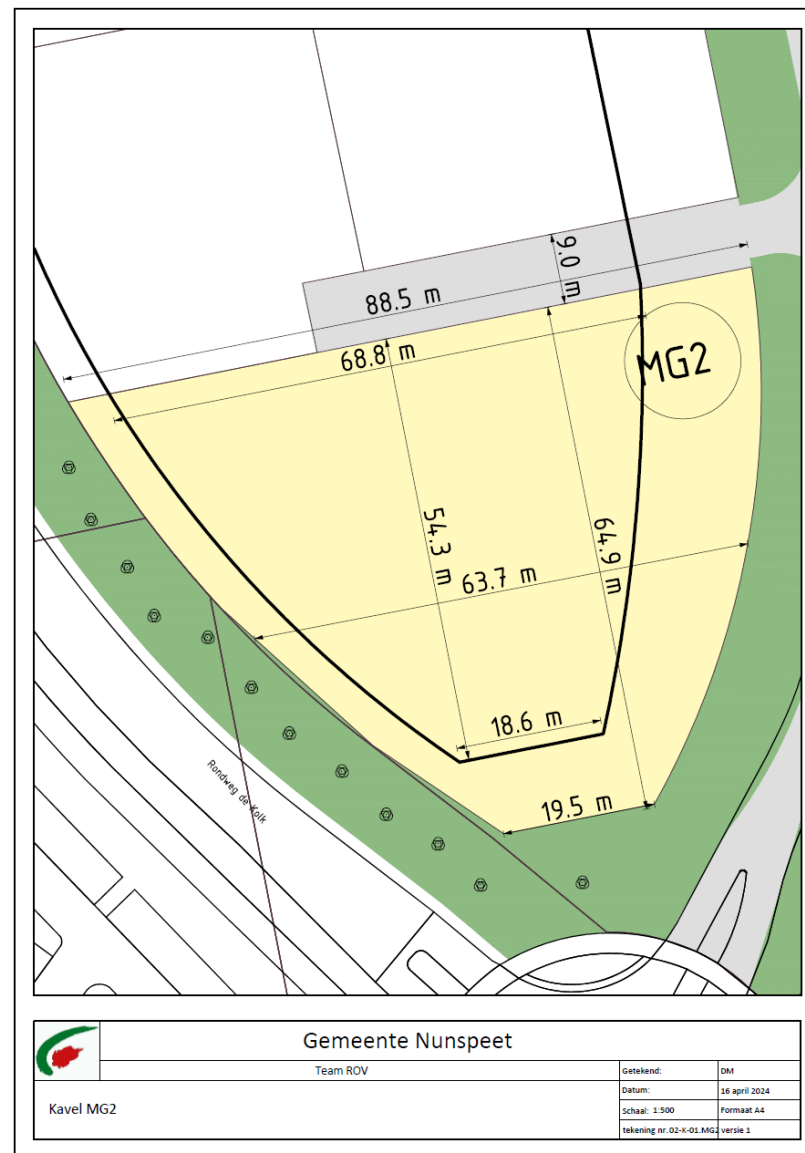 9.0 m
88.5 m
68.8 m
MG2
54.3 m
64.9 m
63.7 m
18.6 m
19.5 m
Rondweg de Kolk
Gemeente Nunspeet
Team ROV
Kavel MG2
Getekend: DM
Datum: 16 april 2024
Schaal: 1:500 Formaat A4
tekening nr. 02-K-01.MG2 versie 1